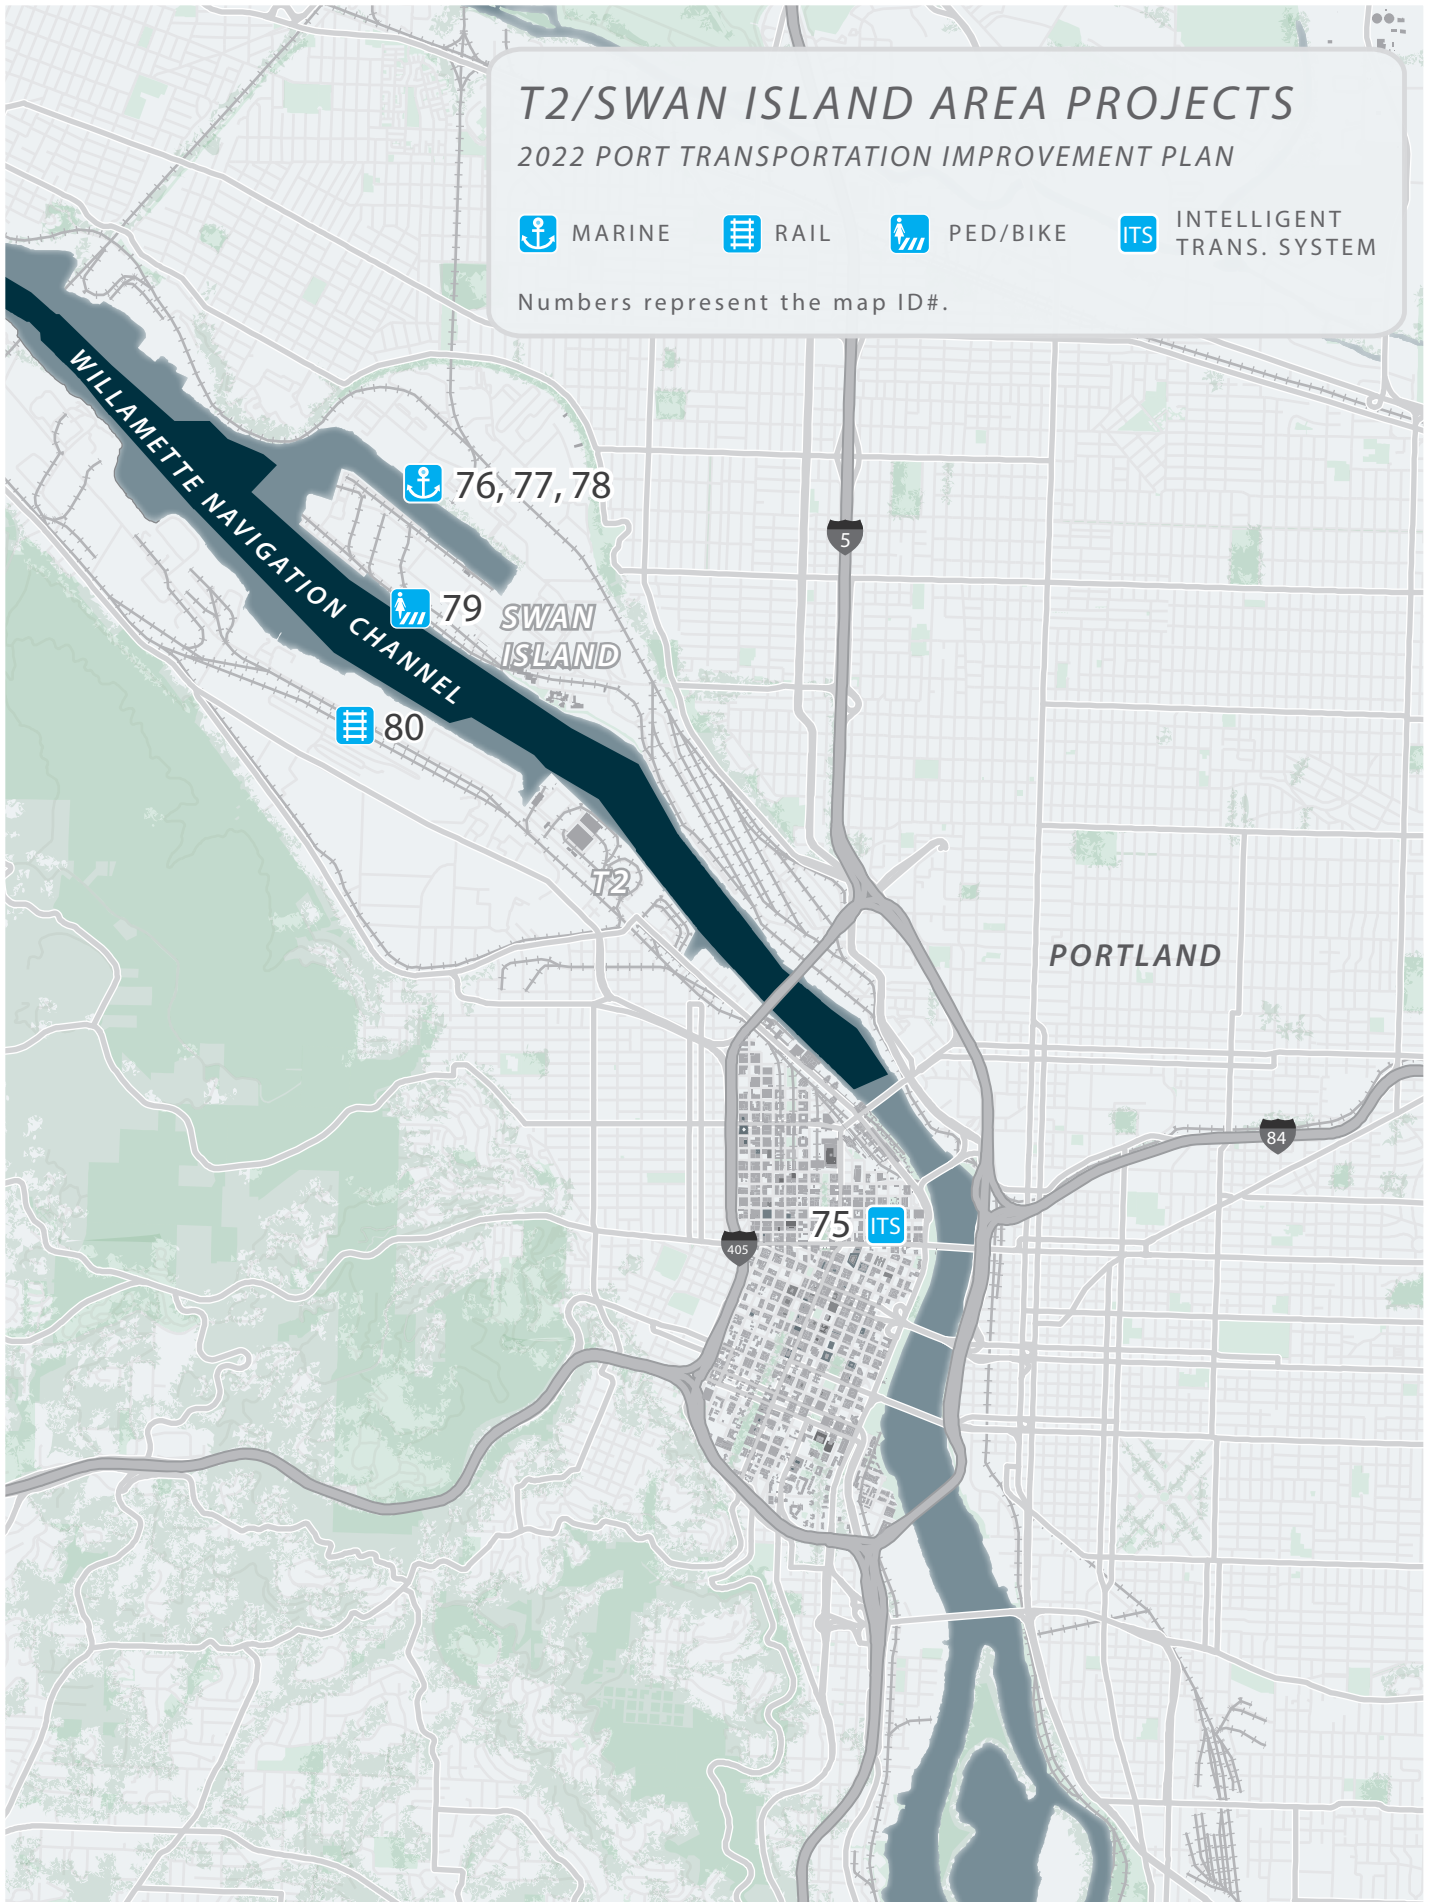 T2/SWAN ISLAND AREA PROJECTS
2022 PORT TRANSPORTATION IMPROVEMENT PLAN
MARINE
RAIL
PED/BIKE
ITS
INTELLIGENT
TRANS. SYSTEM
Numbers represent the map ID#.
WILLAMETTE NAVIGATION CHANNEL
76, 77, 78
5
79
SWAN
ISLAND
80
T2
PORTLAND
84
75
ITS
405